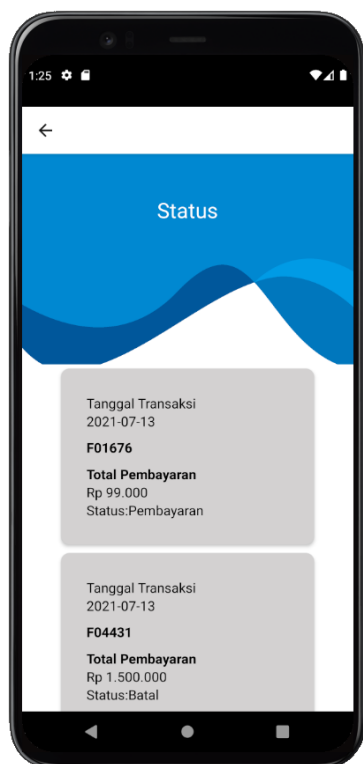 1:25
Status
Tanggal Transaksi
2021-07-13
F01676
Total Pembayaran
Rp 99.000
Status:Pembayaran
Tanggal Transaksi
2021-07-13
F04431
Total Pembayaran
Rp 1.500.000
Status:Batal